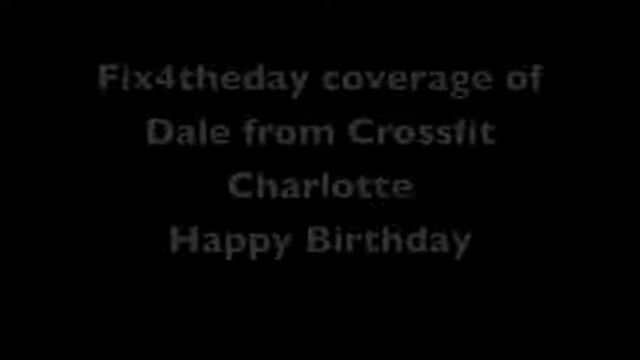 Fix4theday coverage of
Dale from Crossfit
Charlotte
Happy Birthday